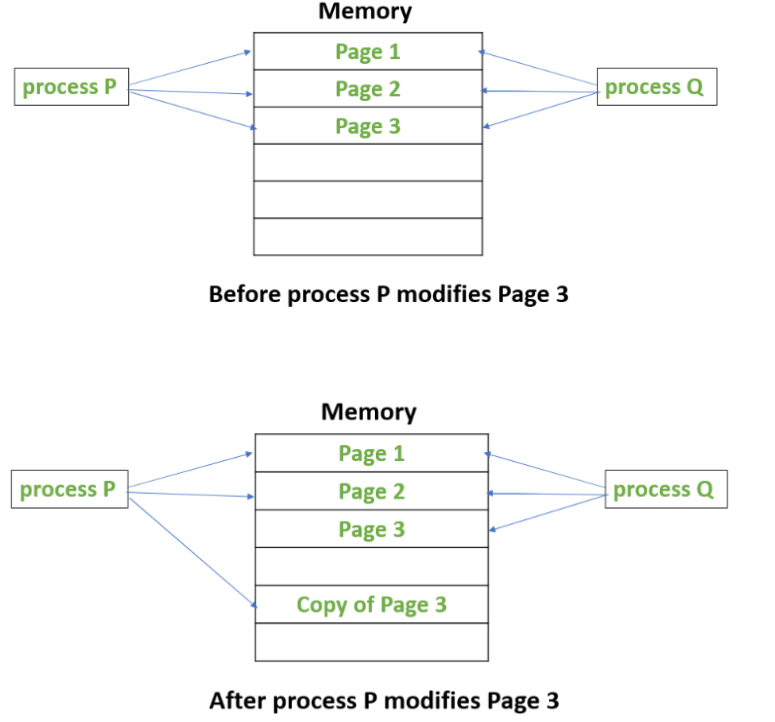 Memory
Page 1
process P
Page 2
process Q
Page 3
Before process P modifies Page 3
Memory
Page 1
process P
Page 2
process Q
Page 3
Copy of Page 3
After process P modifies Page 3